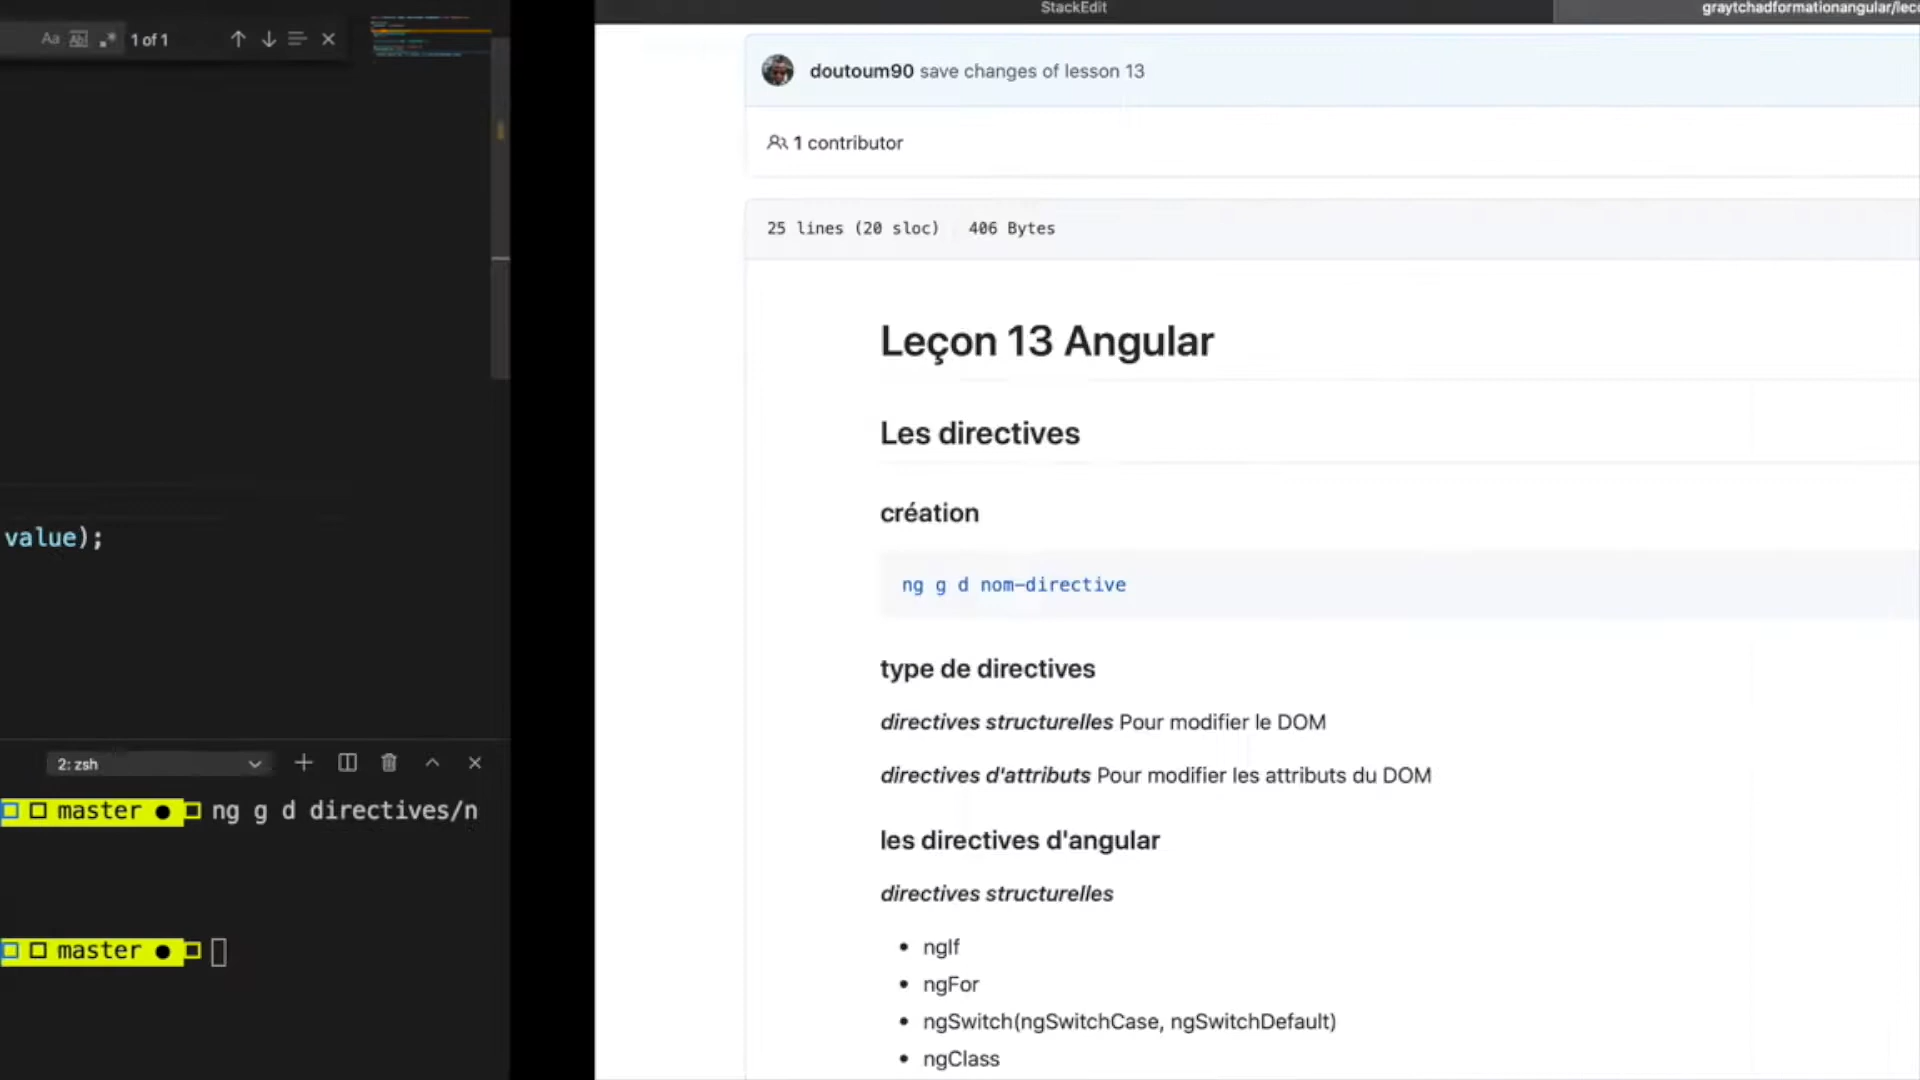 Aa Abl .* 1 of 1
value);
2: zsh
master ● ng g d directives/n
master ●
StackEdit
graytchadformationangular/lec
doutoum90 save changes of lesson 13
1 contributor
25 lines (20 sloc) 406 Bytes
Leçon 13 Angular
Les directives
création
ng g d nom-directive
type de directives
directives structurelles Pour modifier le DOM
directives d'attributs Pour modifier les attributs du DOM
les directives d'angular
directives structurelles
• ngIf
• ngFor
• ngSwitch(ngSwitchCase, ngSwitchDefault)
• ngClass